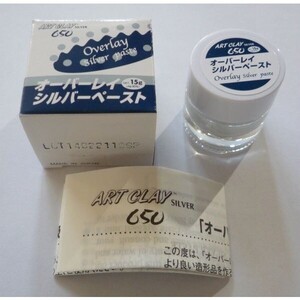 ART CLAY SILVER
650
Overlay
silver paste
15g
オーバーレイ
シルバーペースト
ART CLAY SILVER
650
オーバーレイ
シルバーペースト
Overlay silver paste
ART CLAY SILVER
650
「オーバ
この度は、「オーバー
より良い造形品を作